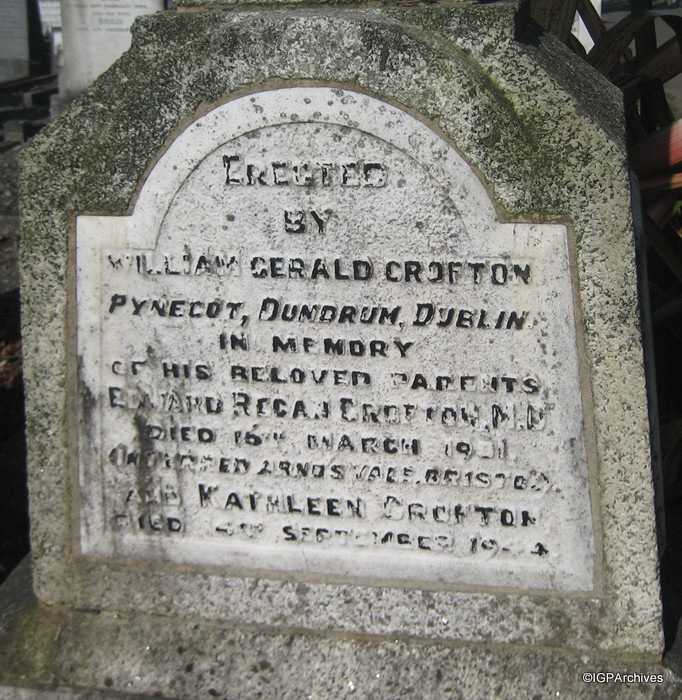 ERECTED
BY
WILLIAM GERALD CROFTON
PYNECOT, DUNDRUM, DUBLIN.
IN MEMORY
OF HIS BELOVED PARENTS,
EDWARD REGAN CROFTON, M.D.
DIED 15TH MARCH 1931.
INTERRED ARNOS VALE, BRISTOL.
AND KATHLEEN CROFTON
DIED SEPTEMBER
©IGPArchives